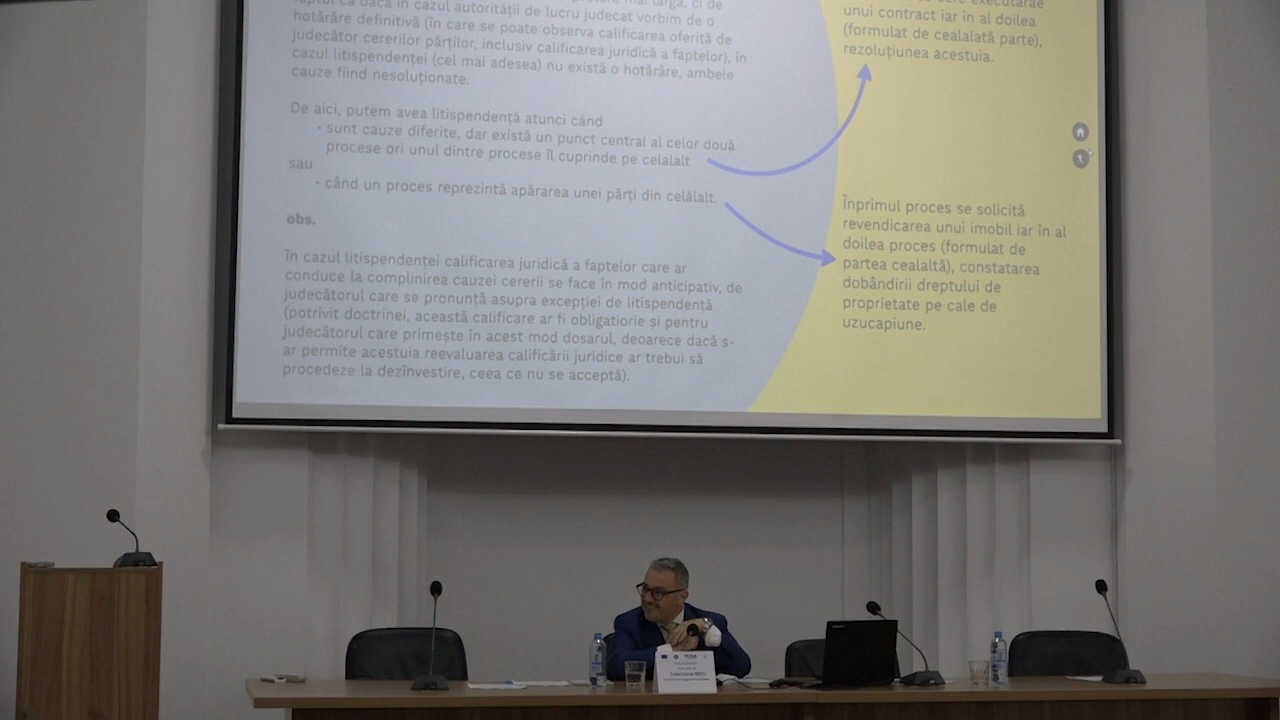 faptul că dacă în cazul autorității de lucru judecat vorbim de o
hotărâre definitivă (în care se poate observa calificarea oferită de
judecător cererilor părților, inclusiv calificarea juridică a faptelor), în
cazul litispendenței (cel mai adesea) nu există o hotărâre, ambele
cauze fiind nesoluționate.
De aici, putem avea litispendență atunci când
• sunt cauze diferite, dar există un punct central al celor două
procese ori unul dintre procese îl cuprinde pe celalalt
sau
• când un proces reprezintă apărarea unei părți din celălalt.
obs.
în cazul litispendenței calificarea juridică a faptelor care ar
conduce la complinirea cauzei cererii se face în mod anticipativ, de
judecătorul care se pronunță asupra excepției de litispendență
(potrivit doctrinei, această calificare ar fi obligatiorie și pentru
judecătorul care primește în acest mod dosarul, deoarece dacă s-
ar permite acestuia reevaluarea calificării juridice ar trebui să
procedeze la dezînvestire, ceea ce nu se acceptă).
unui contract iar în al doilea
(formulat de cealalată parte),
rezoluțiunea acestuia.
Înprimul proces se solicită
revendicarea unui imobil iar în al
doilea proces (formulat de
partea cealaltă), constatarea
dobândirii dreptului de
proprietate pe cale de
uzucapiune.